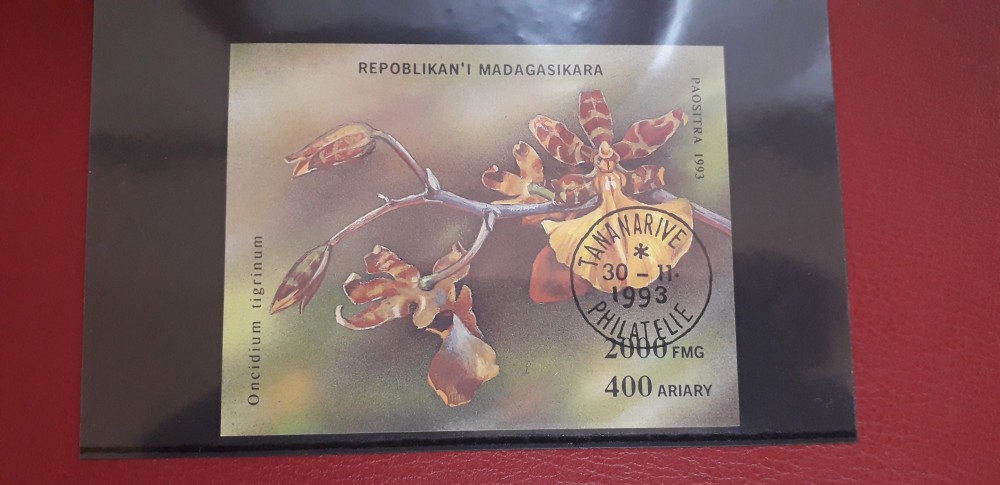 REPOBLIKAN'I MADAGASIKARA
PAOSITRA 1993
Oncidium tigrinum
TANANARIVE
*
30 - 11.
1993
PHILATELIE
2000 FMG
400 ARIARY